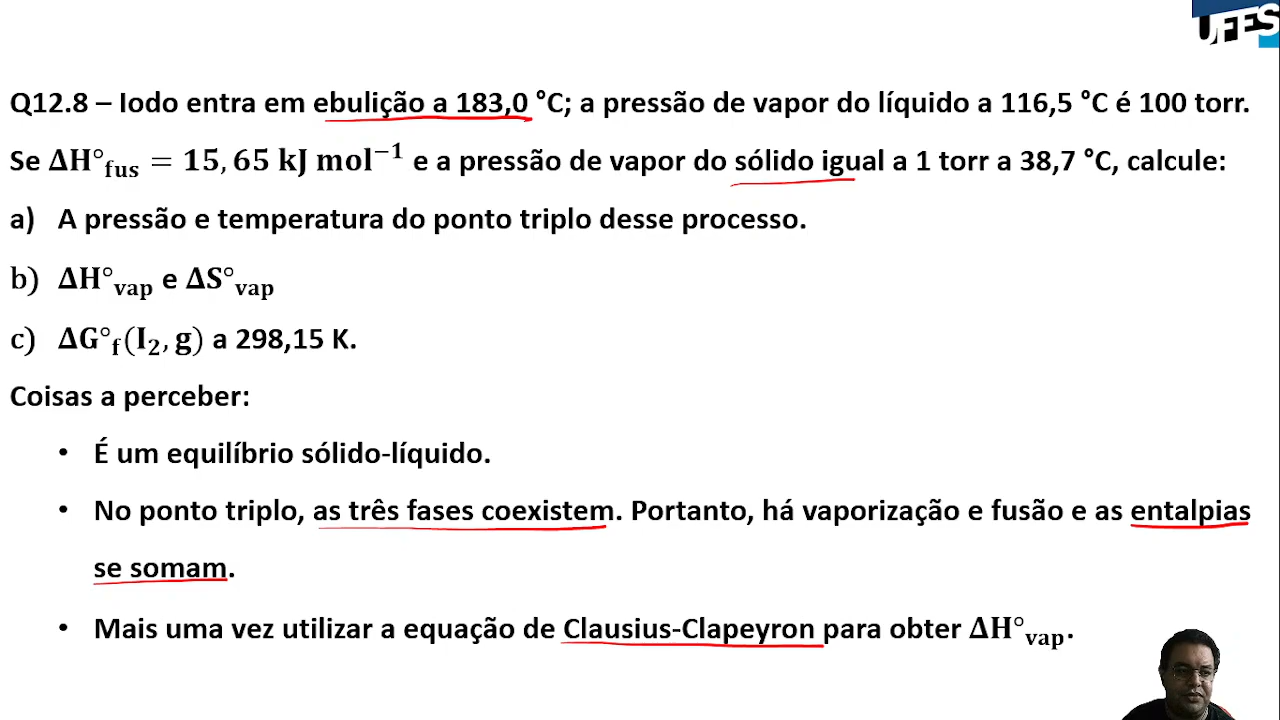 UFES
Q12.8 – Iodo entra em ebulição a 183,0 °C; a pressão de vapor do líquido a 116,5 °C é 100 torr.
Se ΔH°fus = 15,65 kJ mol⁻¹ e a pressão de vapor do sólido igual a 1 torr a 38,7 °C, calcule:
a) A pressão e temperatura do ponto triplo desse processo.
b) ΔH°vap e ΔS°vap
c) ΔG°f(I₂, g) a 298,15 K.
Coisas a perceber:
• É um equilíbrio sólido-líquido.
• No ponto triplo, as três fases coexistem. Portanto, há vaporização e fusão e as entalpias
se somam.
• Mais uma vez utilizar a equação de Clausius-Clapeyron para obter ΔH°vap.